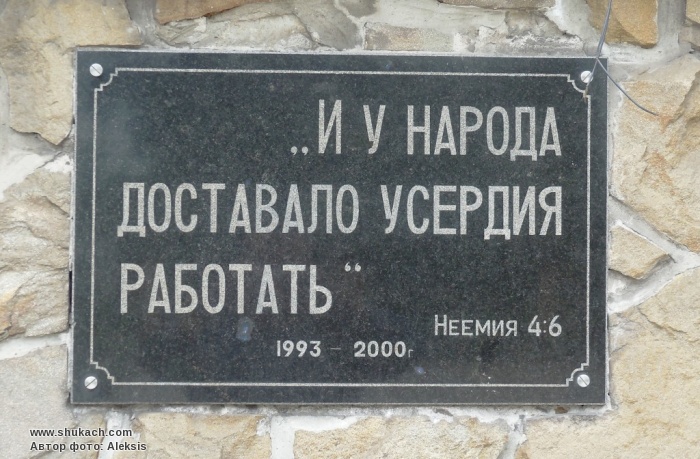 „И У НАРОДА
ДОСТАВАЛО УСЕРДИЯ
РАБОТАТЬ“
НЕЕМИЯ 4:6
1993 – 2000г
www.shukach.com
Автор фото: Aleksis